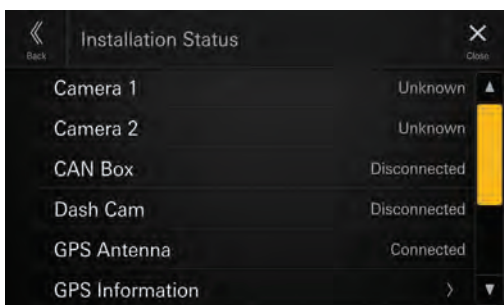 Back
Installation Status
Close
Camera 1 Unknown
Camera 2 Unknown
CAN Box Disconnected
Dash Cam Disconnected
GPS Antenna Connected
GPS Information